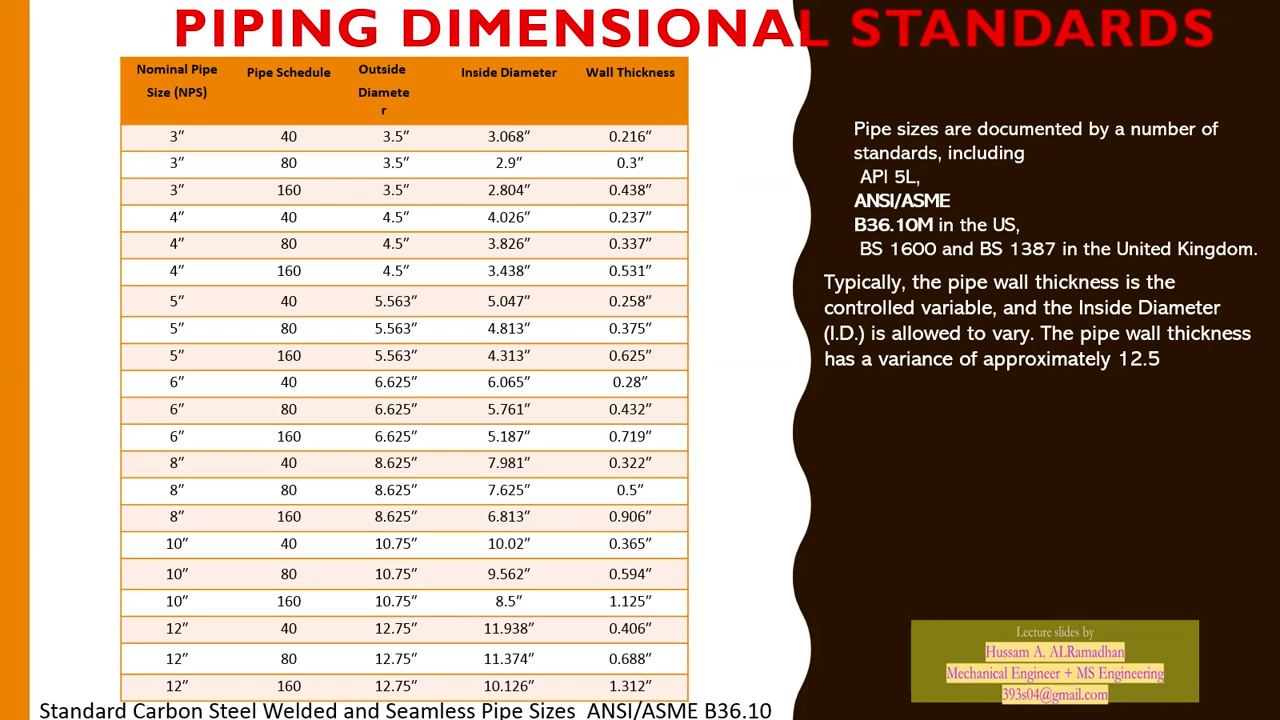 PIPING DIMENSIONAL STANDARDS
Nominal Pipe Size (NPS) Pipe Schedule Outside Diameter Inside Diameter Wall Thickness
3” 40 3.5” 3.068” 0.216”
3” 80 3.5” 2.9” 0.3”
3” 160 3.5” 2.804” 0.438”
4” 40 4.5” 4.026” 0.237”
4” 80 4.5” 3.826” 0.337”
4” 160 4.5” 3.438” 0.531”
5” 40 5.563” 5.047” 0.258”
5” 80 5.563” 4.813” 0.375”
5” 160 5.563” 4.313” 0.625”
6” 40 6.625” 6.065” 0.28”
6” 80 6.625” 5.761” 0.432”
6” 160 6.625” 5.187” 0.719”
8” 40 8.625” 7.981” 0.322”
8” 80 8.625” 7.625” 0.5”
8” 160 8.625” 6.813” 0.906”
10” 40 10.75” 10.02” 0.365”
10” 80 10.75” 9.562” 0.594”
10” 160 10.75” 8.5” 1.125”
12” 40 12.75” 11.938” 0.406”
12” 80 12.75” 11.374” 0.688”
12” 160 12.75” 10.126” 1.312”
Standard Carbon Steel Welded and Seamless Pipe Sizes ANSI/ASME B36.10
Pipe sizes are documented by a number of
standards, including
API 5L,
ANSI/ASME
B36.10M in the US,
BS 1600 and BS 1387 in the United Kingdom.
Typically, the pipe wall thickness is the
controlled variable, and the Inside Diameter
(I.D.) is allowed to vary. The pipe wall thickness
has a variance of approximately 12.5
Lecture slides by
Hussam A. ALRamadhan
Mechanical Engineer + MS Engineering
393s04@gmail.com